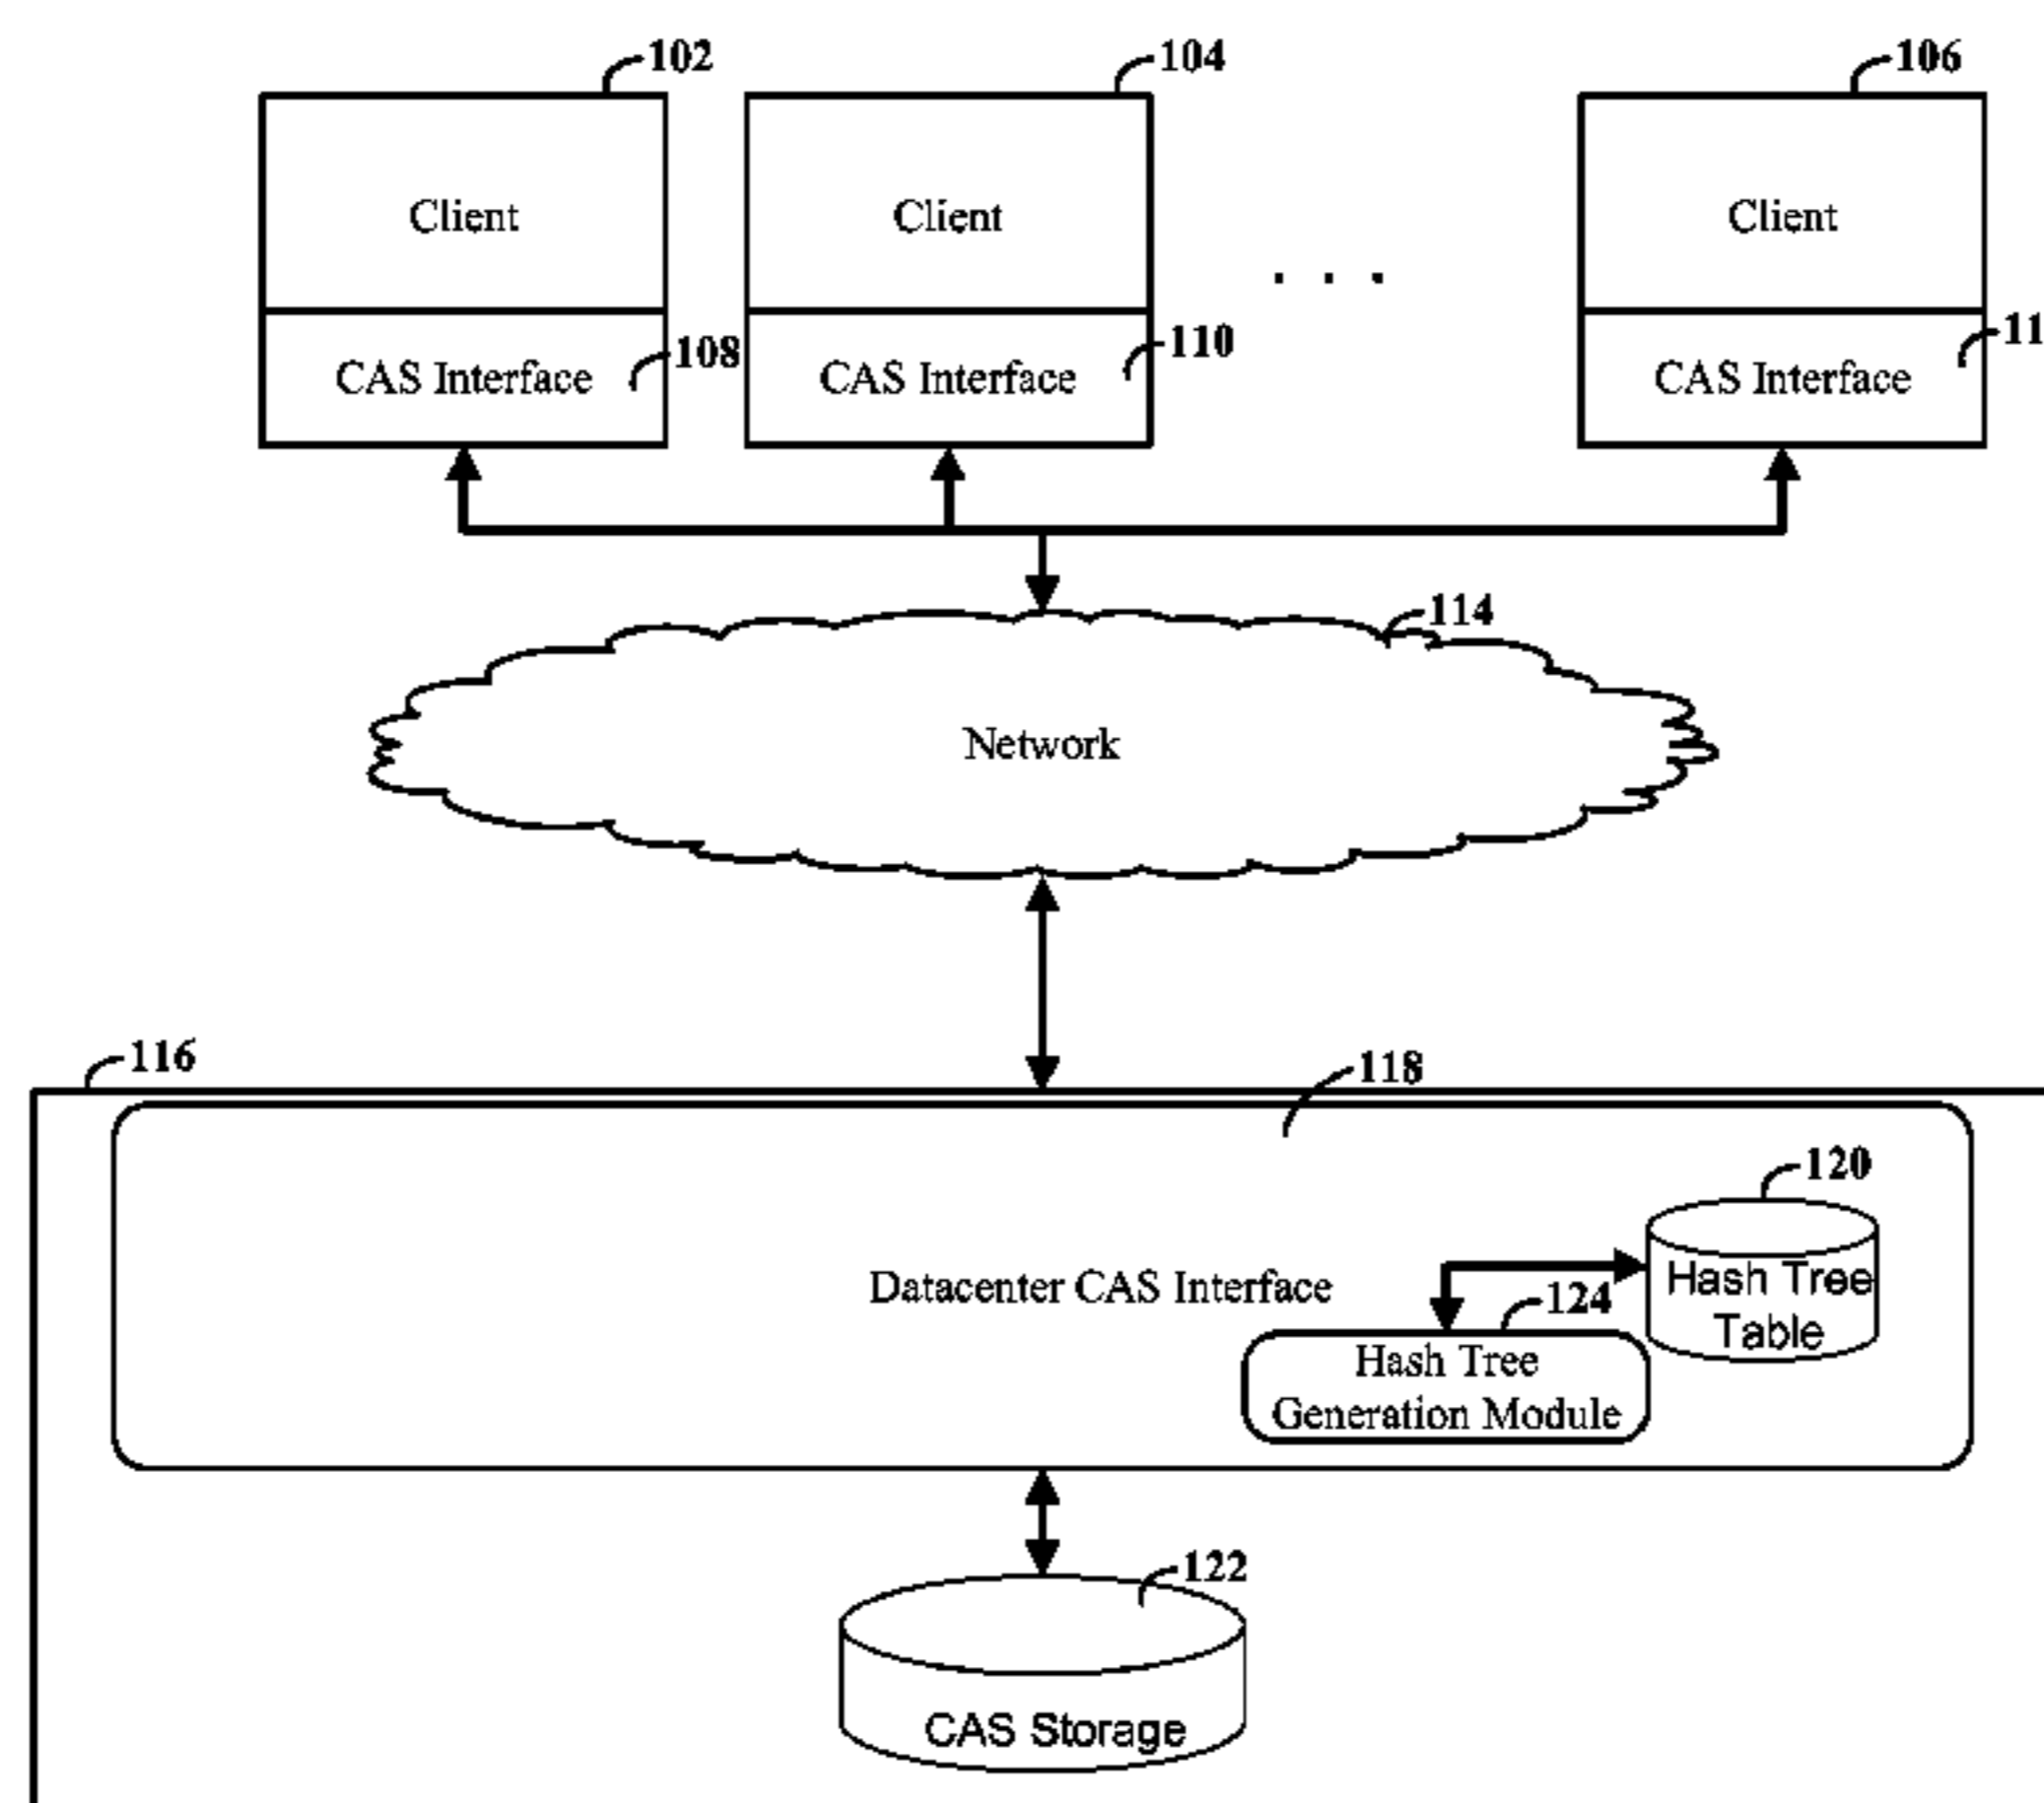 102
104
106
Client
Client
Client
CAS Interface
108
CAS Interface
110
CAS Interface
11
114
Network
116
118
120
Datacenter CAS Interface
Hash Tree
Table
124
Hash Tree
Generation Module
122
CAS Storage